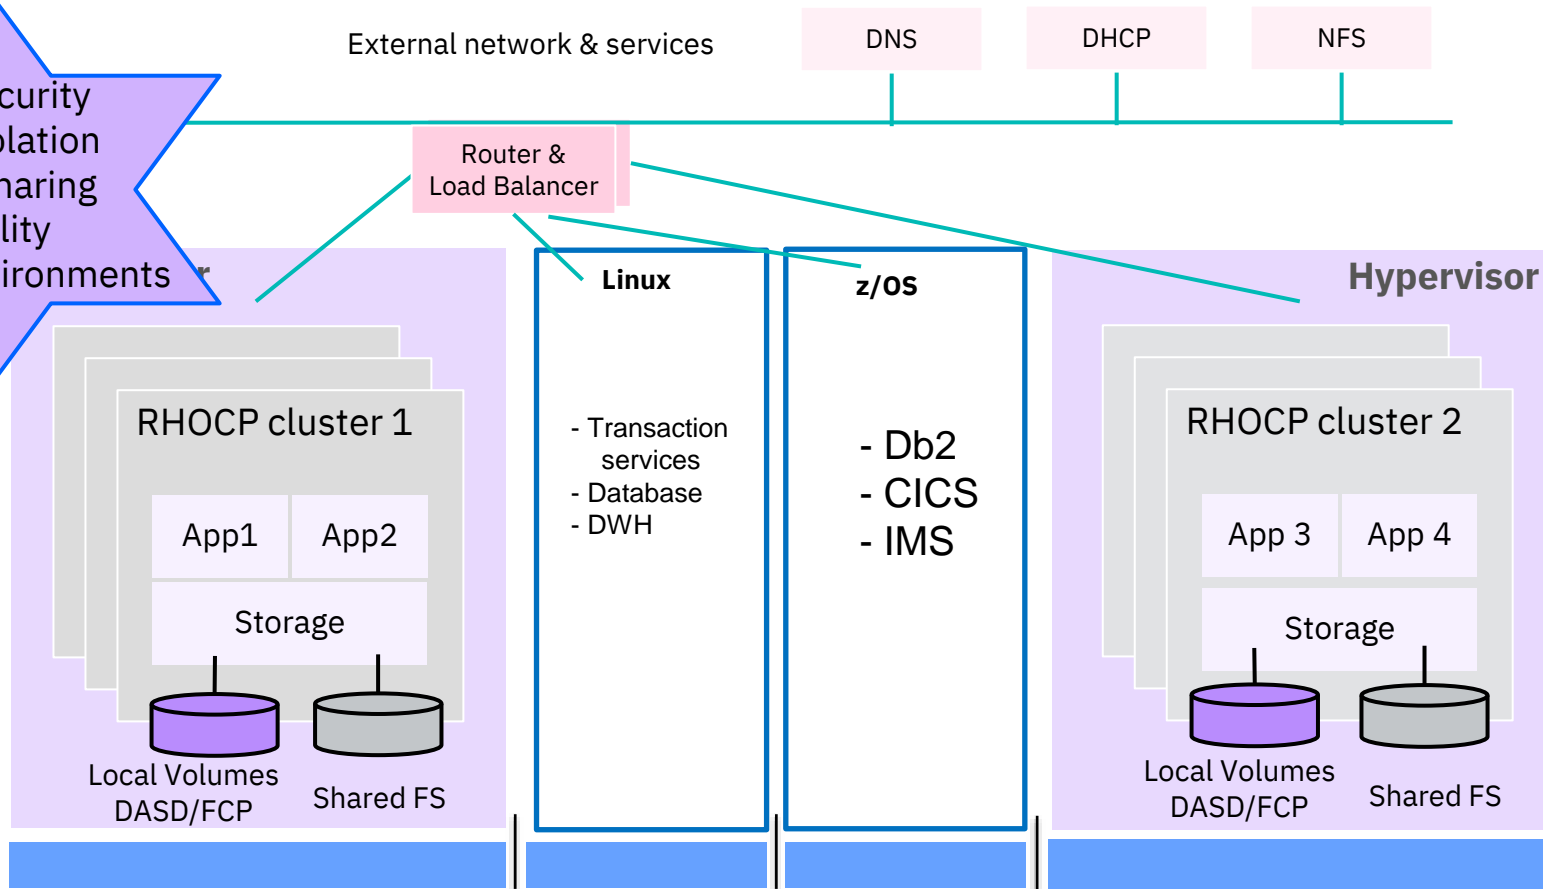 External network & services
DNS
DHCP
NFS
curity
lation
haring
lity
ironments
r
Router &
Load Balancer
Linux
z/OS
Hypervisor
RHOCP cluster 1
App1
App2
Storage
Local Volumes
DASD/FCP
Shared FS
- Transaction
services
- Database
- DWH
- Db2
- CICS
- IMS
RHOCP cluster 2
App 3
App 4
Storage
Local Volumes
DASD/FCP
Shared FS